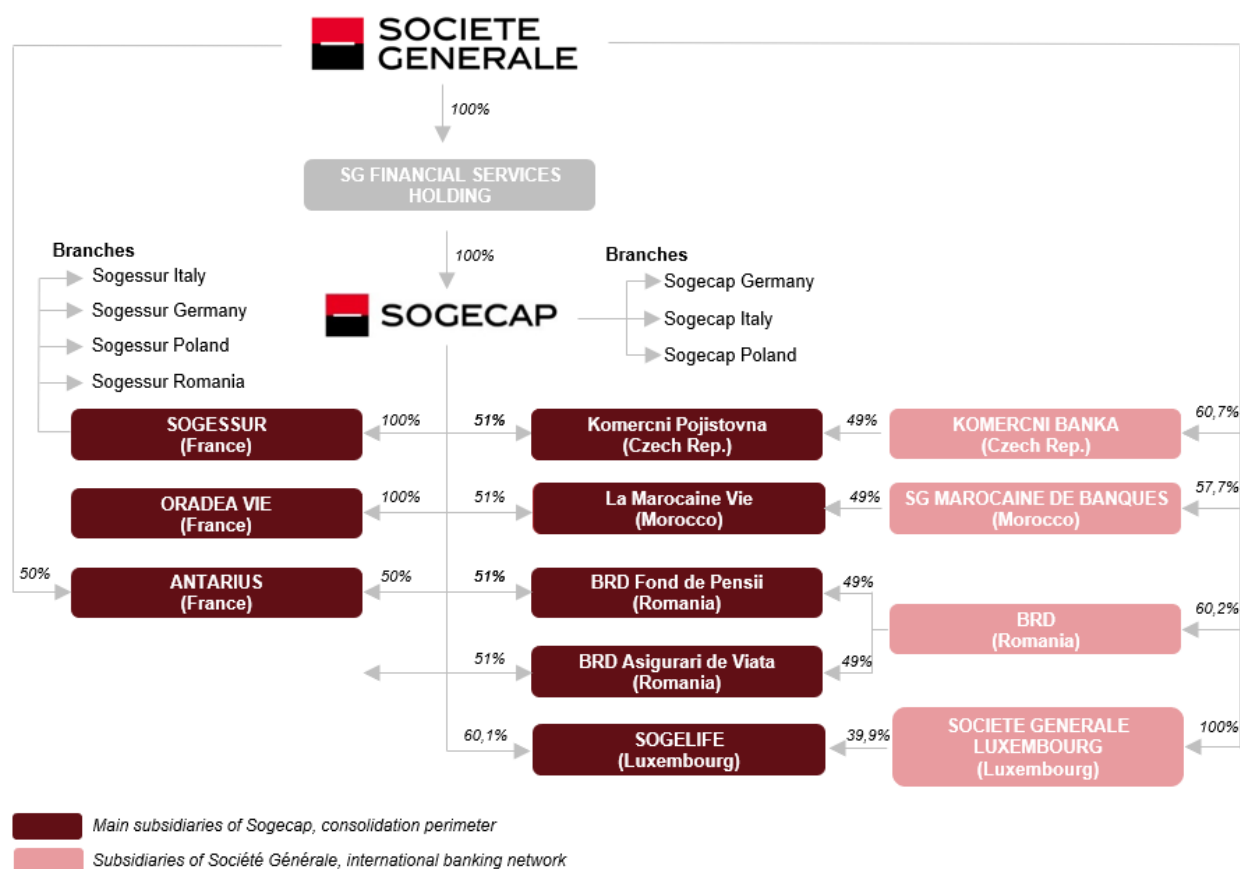 SOCIETE
GENERALE
100%
SG FINANCIAL SERVICES
HOLDING
100%
Branches
Sogessur Italy
Sogessur Germany
Sogessur Poland
Sogessur Romania
Branches
Sogecap Germany
Sogecap Italy
Sogecap Poland
SOGECAP
SOGESSUR
(France)
100%
51%
Komercni Pojistovna
(Czech Rep.)
49%
KOMERCNI BANKA
(Czech Rep.)
60,7%
ORADEA VIE
(France)
100%
51%
La Marocaine Vie
(Morocco)
49%
SG MAROCAINE DE BANQUES
(Morocco)
57,7%
50%
ANTARIUS
(France)
50%
51%
BRD Fond de Pensii
(Romania)
49%
BRD
(Romania)
60,2%
51%
BRD Asigurari de Viata
(Romania)
49%
60,1%
SOGELIFE
(Luxembourg)
39,9%
SOCIETE GENERALE
LUXEMBOURG
(Luxembourg)
100%
Main subsidiaries of Sogecap, consolidation perimeter
Subsidiaries of Société Générale, international banking network